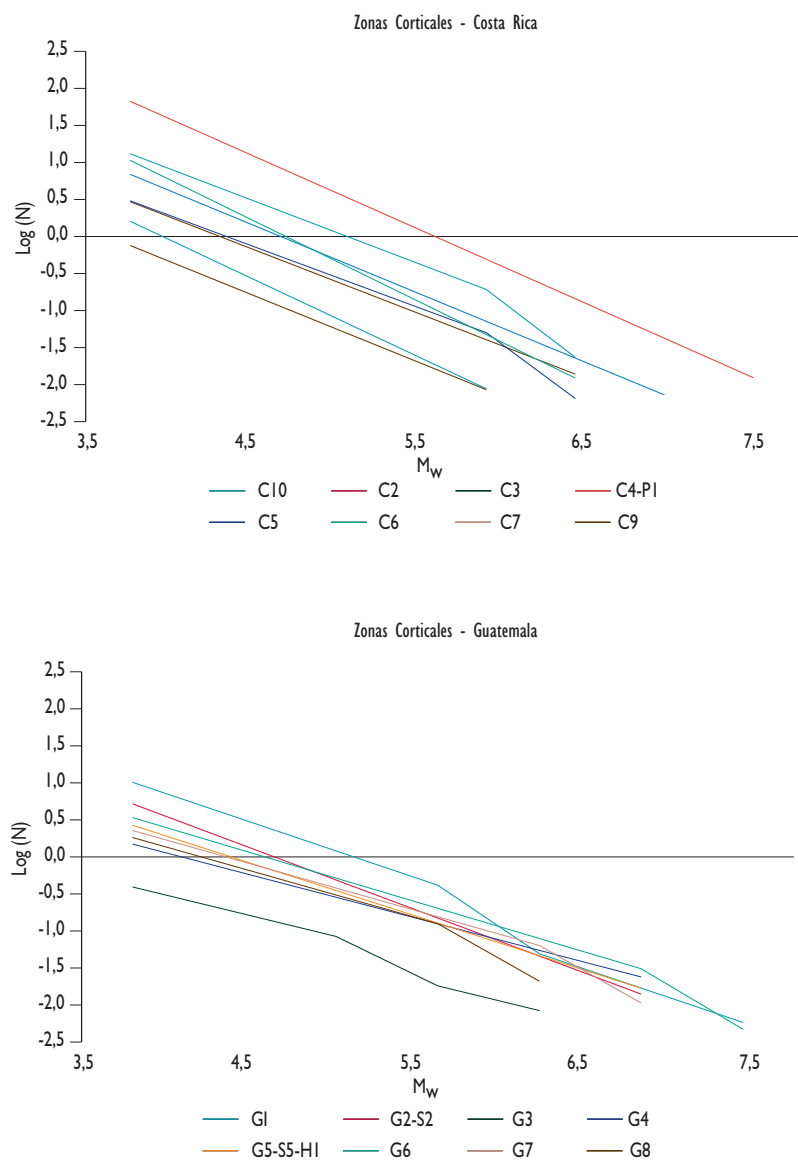 Zonas Corticales - Costa Rica
2,5
2,0
1,5
1,0
0,5
0,0
-0,5
-1,0
-1,5
-2,0
-2,5
Log (N)
3,5 4,5 5,5 6,5 7,5
Mw
C10 C2 C3 C4-P1
C5 C6 C7 C9
Zonas Corticales - Guatemala
2,5
2,0
1,5
1,0
0,5
0,0
-0,5
-1,0
-1,5
-2,0
-2,5
Log (N)
3,5 4,5 5,5 6,5 7,5
Mw
G1 G2-S2 G3 G4
G5-S5-H1 G6 G7 G8